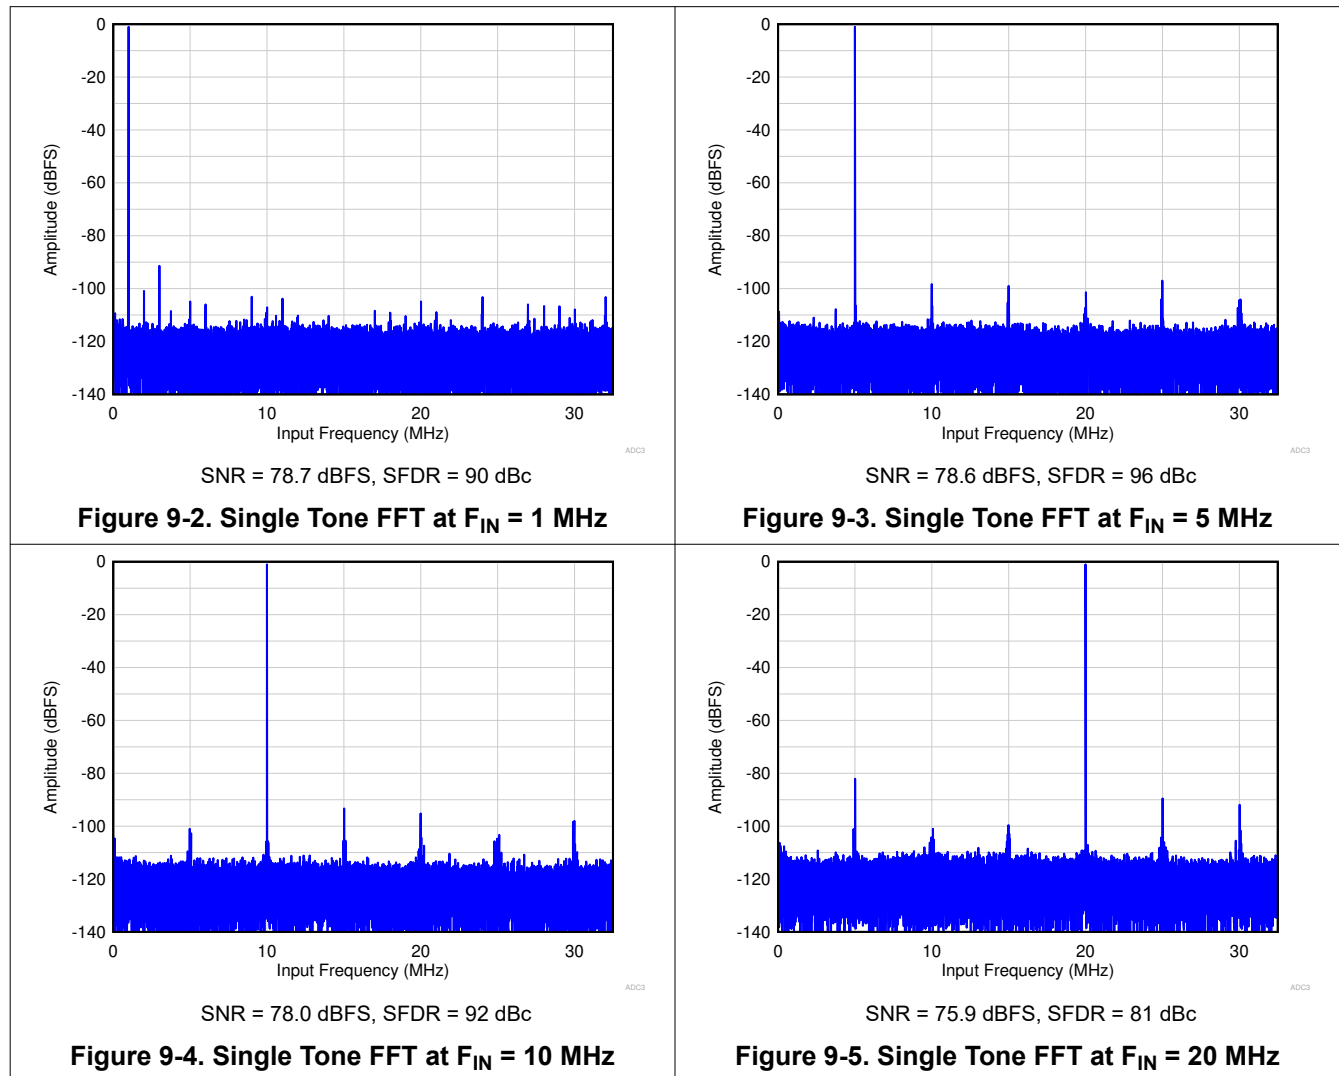 0
-20
-40
-60
-80
-100
-120
-140
Amplitude (dBFS)
0 10 20 30
Input Frequency (MHz)
ADC3
SNR = 78.7 dBFS, SFDR = 90 dBc
Figure 9-2. Single Tone FFT at FIN = 1 MHz
0
-20
-40
-60
-80
-100
-120
-140
Amplitude (dBFS)
0 10 20 30
Input Frequency (MHz)
ADC3
SNR = 78.6 dBFS, SFDR = 96 dBc
Figure 9-3. Single Tone FFT at FIN = 5 MHz
0
-20
-40
-60
-80
-100
-120
-140
Amplitude (dBFS)
0 10 20 30
Input Frequency (MHz)
ADC3
SNR = 78.0 dBFS, SFDR = 92 dBc
Figure 9-4. Single Tone FFT at FIN = 10 MHz
0
-20
-40
-60
-80
-100
-120
-140
Amplitude (dBFS)
0 10 20 30
Input Frequency (MHz)
ADC3
SNR = 75.9 dBFS, SFDR = 81 dBc
Figure 9-5. Single Tone FFT at FIN = 20 MHz